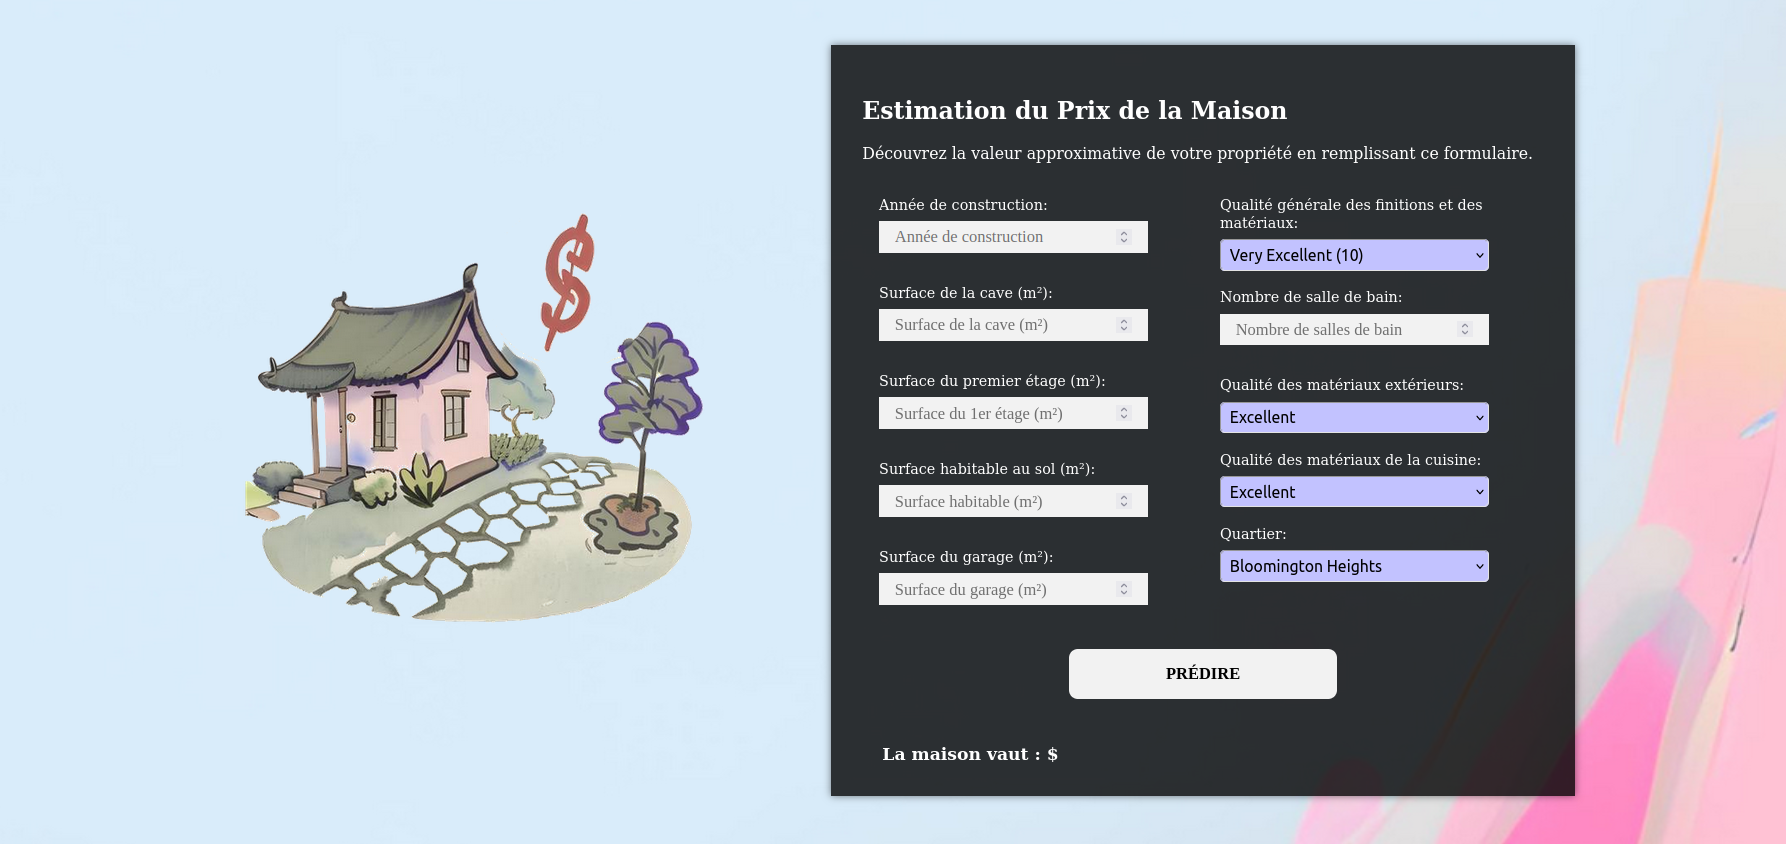 $
Estimation du Prix de la Maison
Découvrez la valeur approximative de votre propriété en remplissant ce formulaire.
Année de construction:
Année de construction
Surface de la cave (m²):
Surface de la cave (m²)
Surface du premier étage (m²):
Surface du 1er étage (m²)
Surface habitable au sol (m²):
Surface habitable (m²)
Surface du garage (m²):
Surface du garage (m²)
Qualité générale des finitions et des
matériaux:
Very Excellent (10)
Nombre de salle de bain:
Nombre de salles de bain
Qualité des matériaux extérieurs:
Excellent
Qualité des matériaux de la cuisine:
Excellent
Quartier:
Bloomington Heights
PRÉDIRE
La maison vaut : $